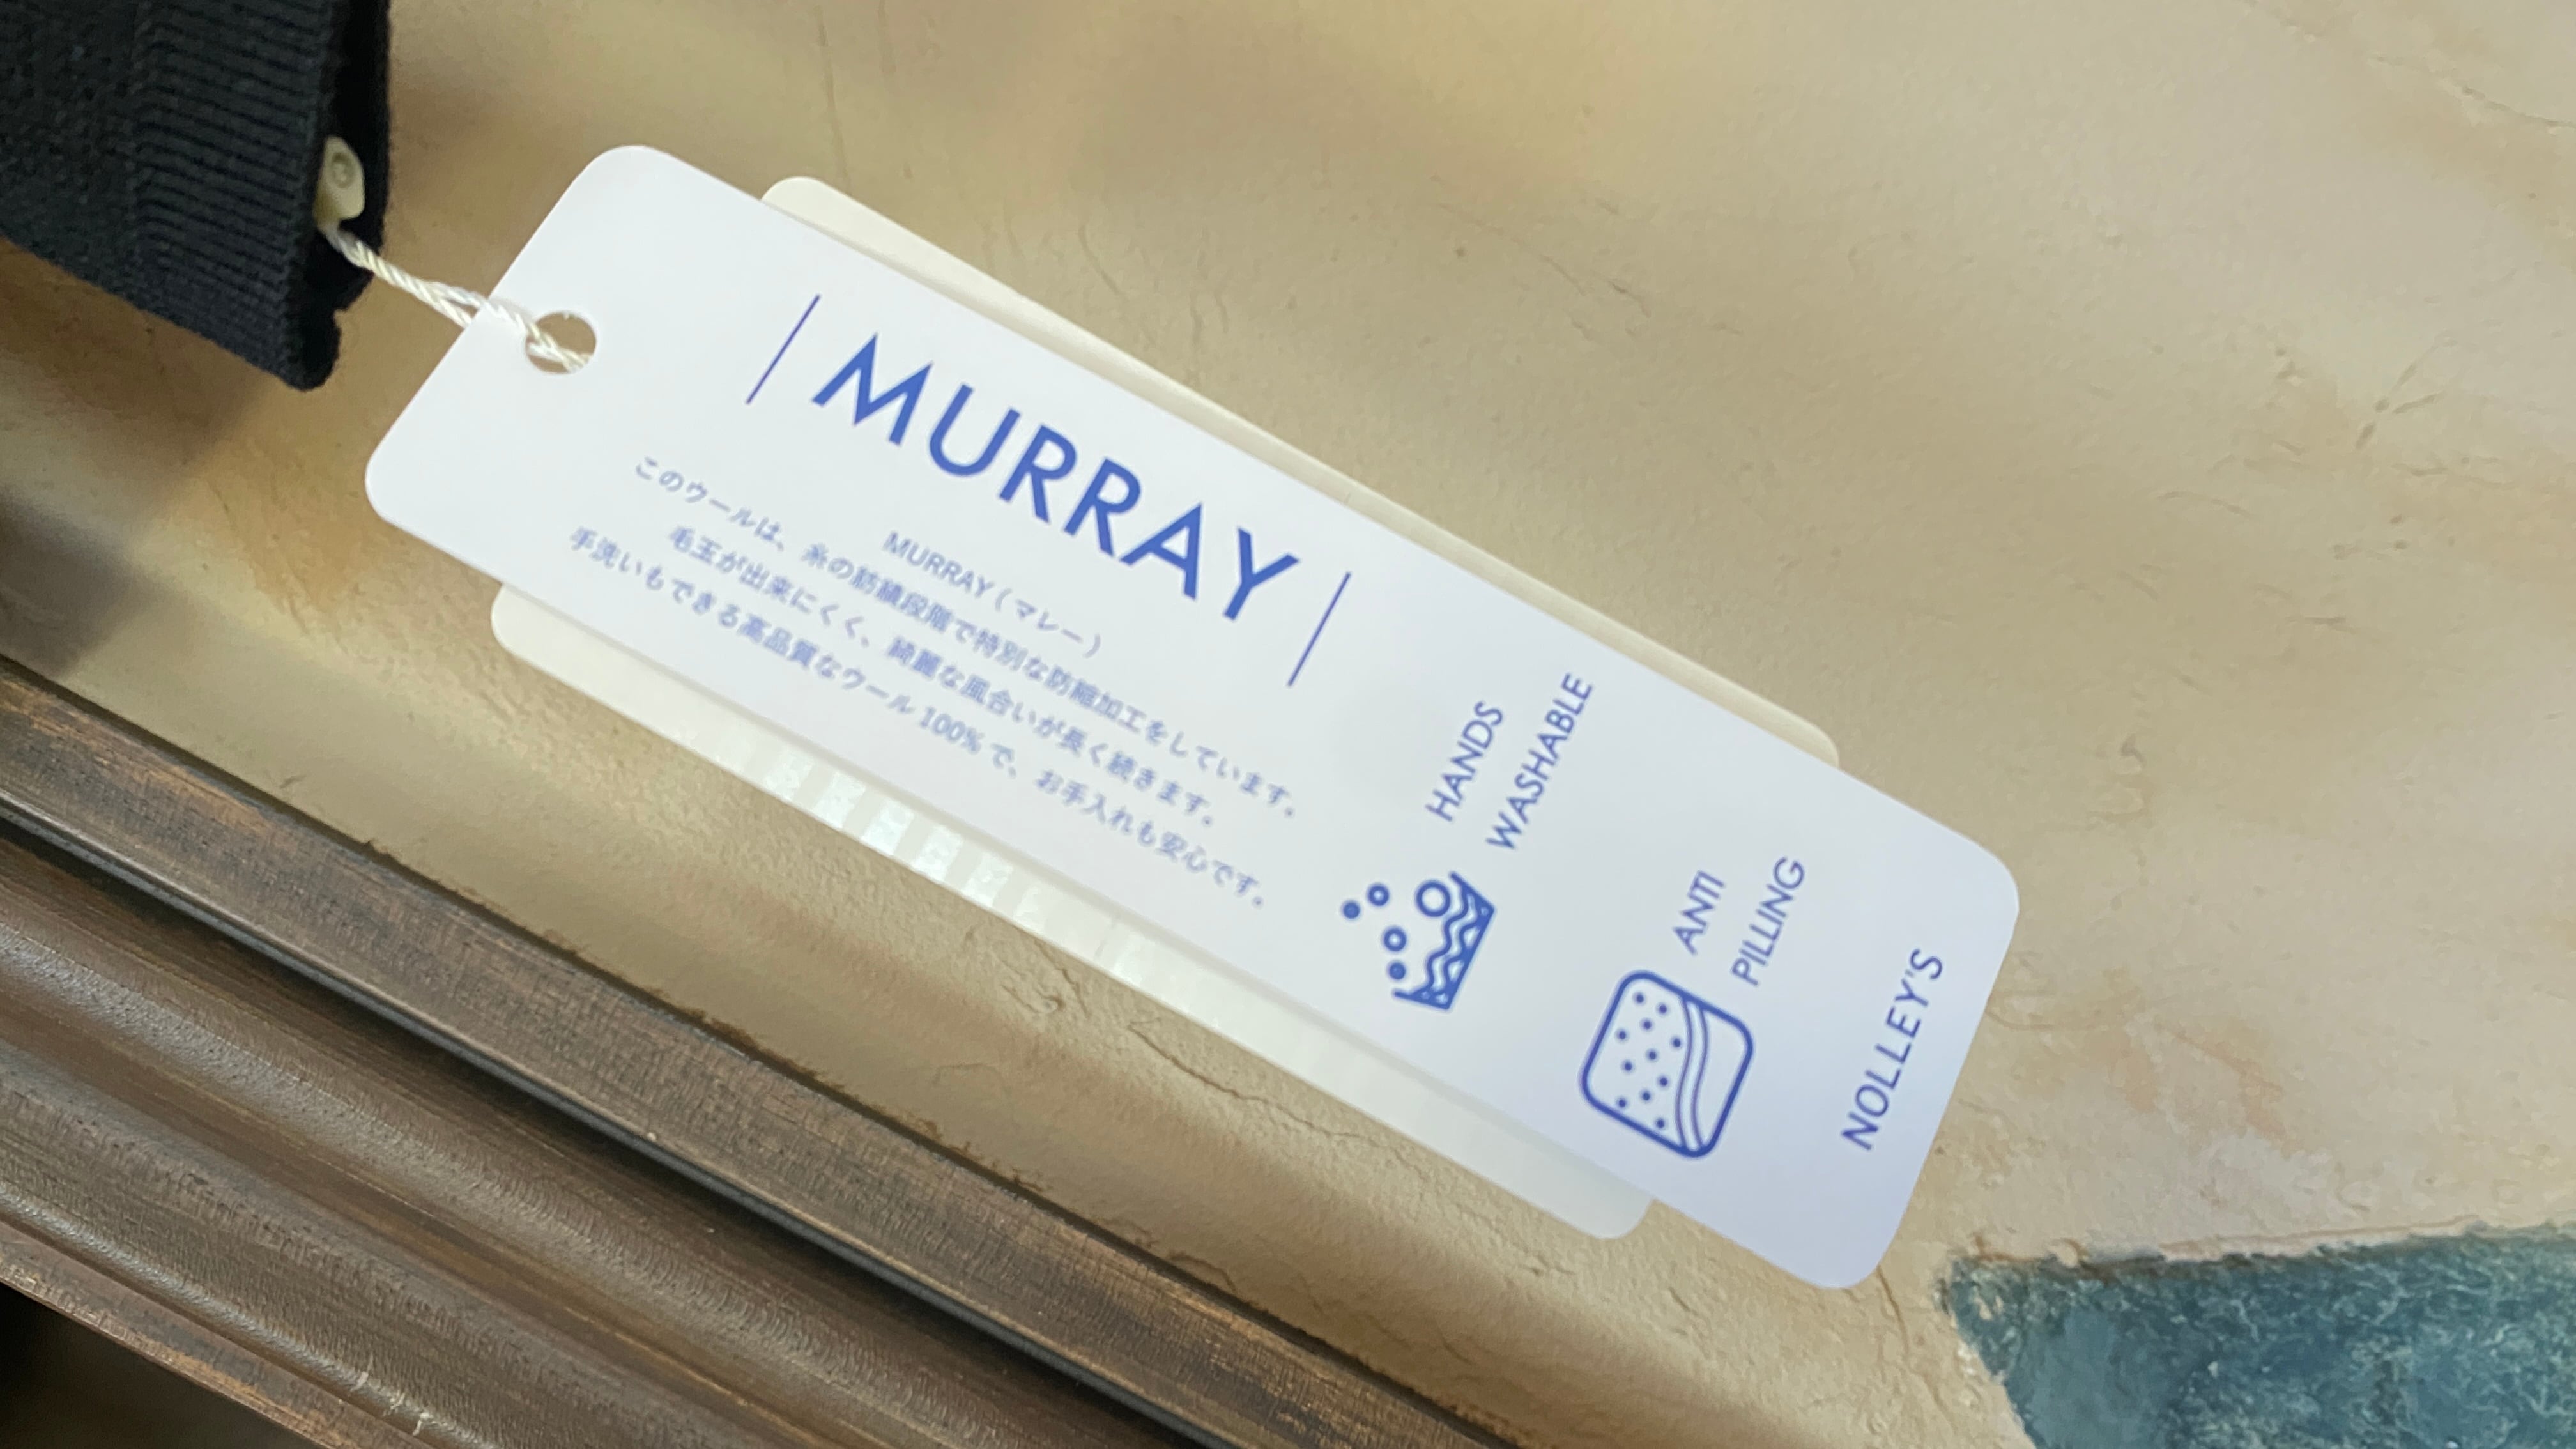 MURRAY
MURRAY ( マレー )
このウールは、糸の紡績段階で特別な防縮加工をしています。
毛玉が出来にくく、綺麗な風合いが長く続きます。
手洗いもできる高品質なウール 100% で、お手入れも安心です。
HANDS
WASHABLE
ANTI
PILLING
NOLLEY'S